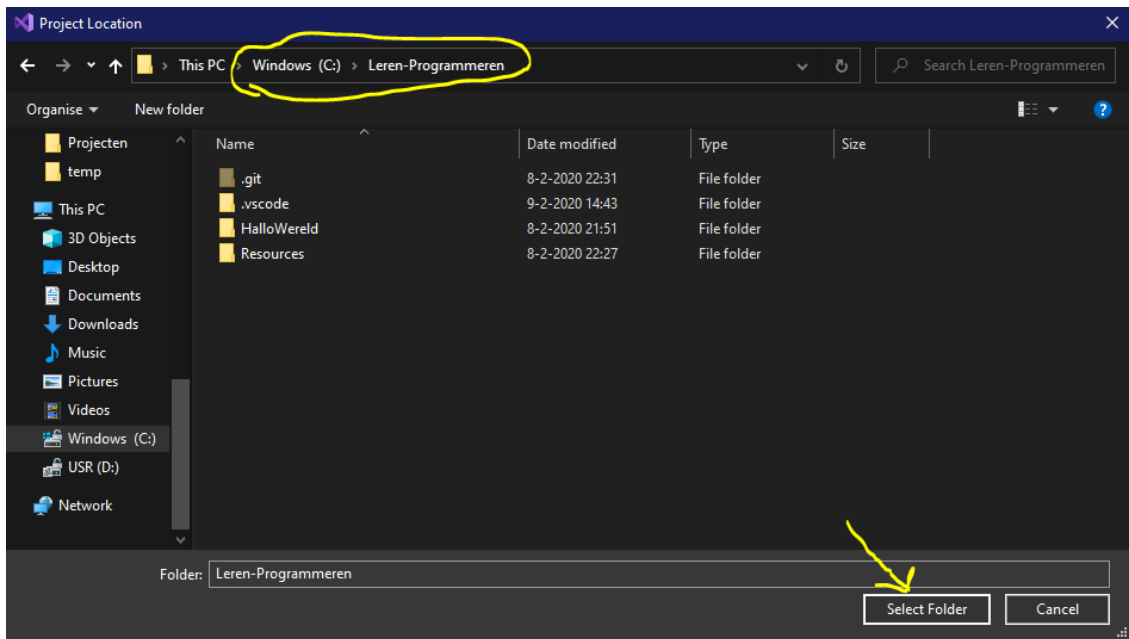 Project Location
This PC › Windows (C:) › Leren-Programmeren
Search Leren-Programmeren
Organise
New folder
?
Projecten
temp
This PC
3D Objects
Desktop
Documents
Downloads
Music
Pictures
Videos
Windows (C:)
USR (D:)
Network
Name Date modified Type Size
.git 8-2-2020 22:31 File folder
.vscode 9-2-2020 14:43 File folder
HalloWereld 8-2-2020 21:51 File folder
Resources 8-2-2020 22:27 File folder
Folder: Leren-Programmeren
Select Folder Cancel